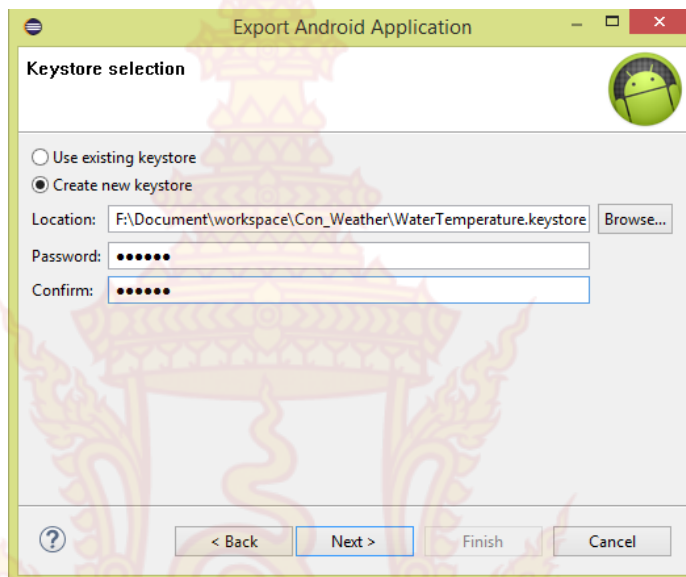 Export Android Application
Keystore selection
Use existing keystore
Create new keystore
Location: F:\Document\workspace\Con_Weather\WaterTemperature.keystore Browse...
Password: ●●●●●●
Confirm: ●●●●●●
? < Back Next > Finish Cancel